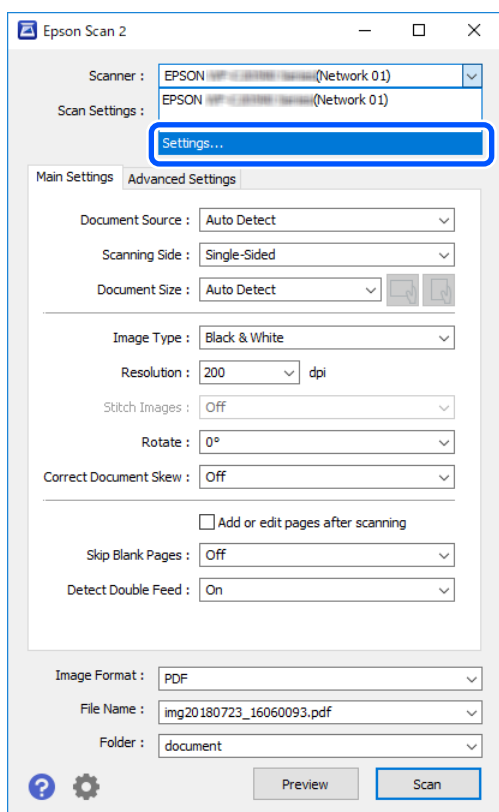 Epson Scan 2
Scanner : EPSON (Network 01)
EPSON (Network 01)
Scan Settings :
Settings...
Main Settings Advanced Settings
Document Source : Auto Detect
Scanning Side : Single-Sided
Document Size : Auto Detect
Image Type : Black & White
Resolution : 200 dpi
Stitch Images : Off
Rotate : 0°
Correct Document Skew : Off
Add or edit pages after scanning
Skip Blank Pages : Off
Detect Double Feed : On
Image Format : PDF
File Name : img20180723_16060093.pdf
Folder : document
? Preview Scan